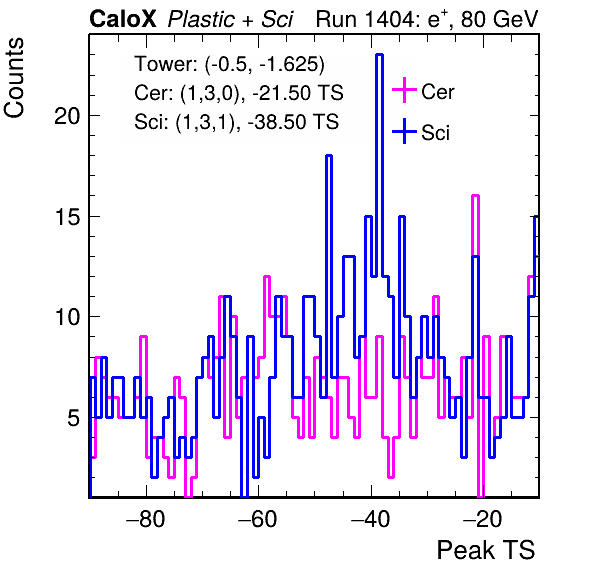 CaloX Plastic + Sci Run 1404: e⁺, 80 GeV
Counts
Tower: (-0.5, -1.625)
Cer: (1,3,0), -21.50 TS
Sci: (1,3,1), -38.50 TS
Cer
Sci
20
15
10
5
−80 −60 −40 −20
Peak TS